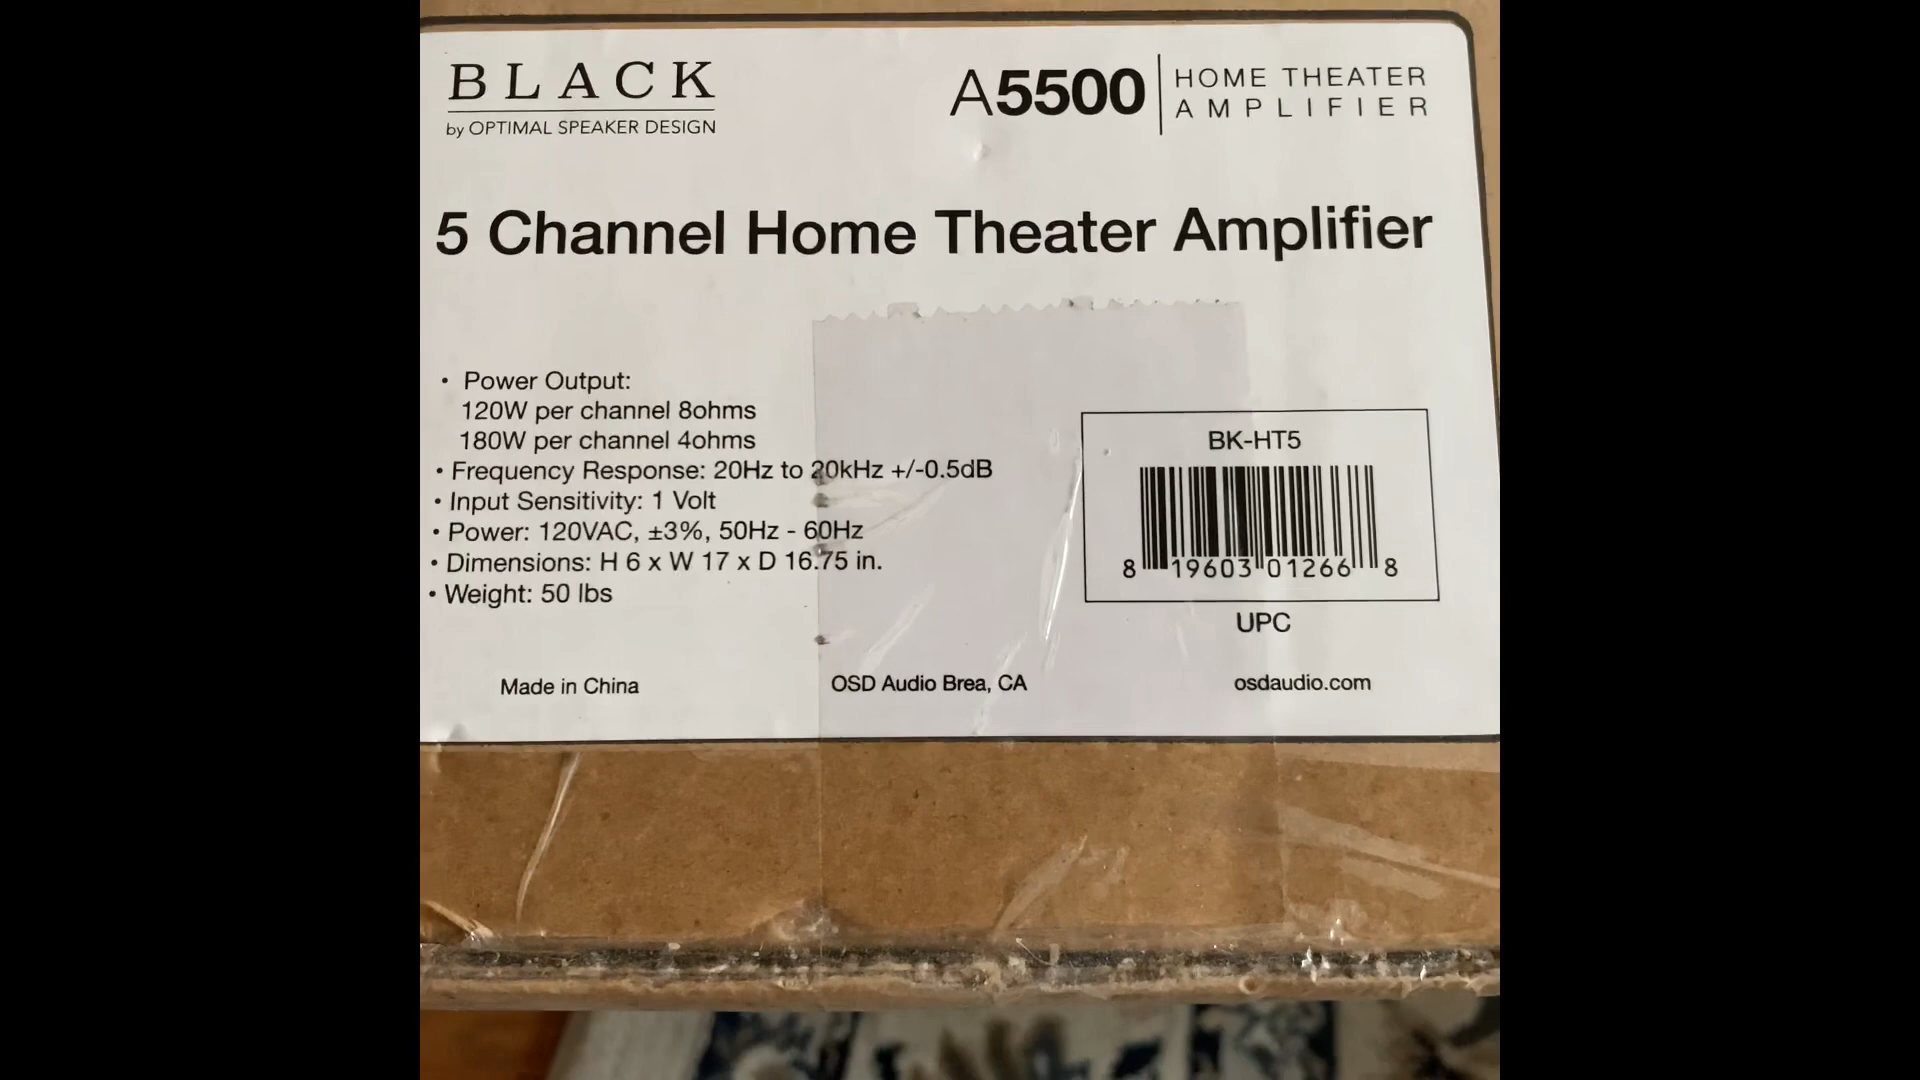 BLACK
by OPTIMAL SPEAKER DESIGN
A5500
HOME THEATER
AMPLIFIER
5 Channel Home Theater Amplifier
• Power Output:
120W per channel 8ohms
180W per channel 4ohms
• Frequency Response: 20Hz to 20kHz +/-0.5dB
• Input Sensitivity: 1 Volt
• Power: 120VAC, ±3%, 50Hz - 60Hz
• Dimensions: H 6 x W 17 x D 16.75 in.
• Weight: 50 lbs
BK-HT5
8 19603 01266 8
UPC
Made in China
OSD Audio Brea, CA
osdaudio.com